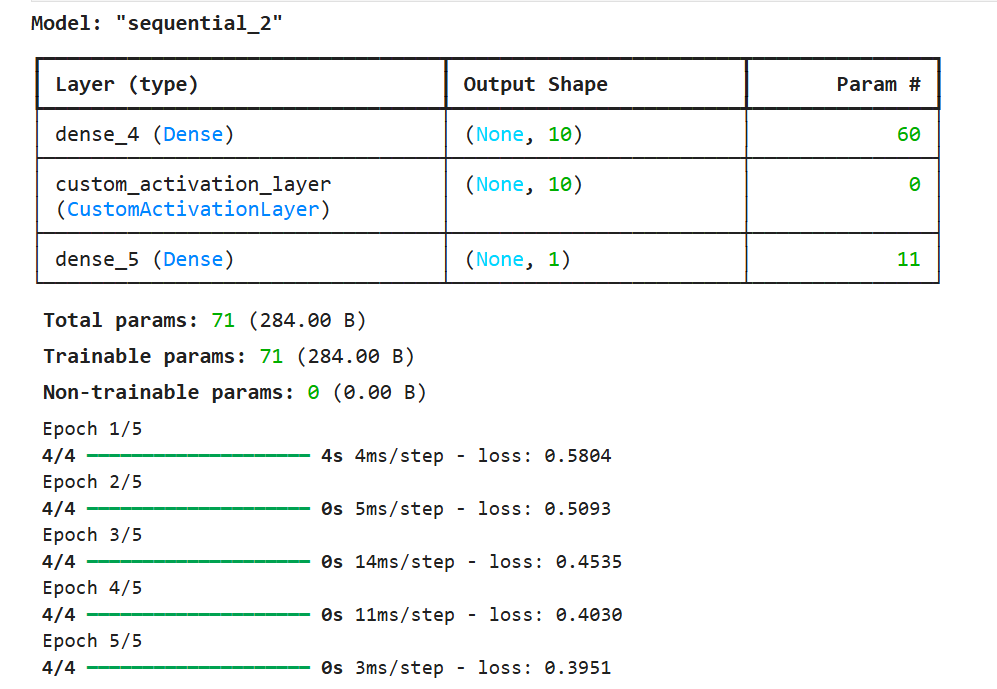 Model: "sequential_2"
Layer (type) Output Shape Param #
dense_4 (Dense) (None, 10) 60
custom_activation_layer (None, 10) 0
(CustomActivationLayer)
dense_5 (Dense) (None, 1) 11
Total params: 71 (284.00 B)
Trainable params: 71 (284.00 B)
Non-trainable params: 0 (0.00 B)
Epoch 1/5
4/4 4s 4ms/step - loss: 0.5804
Epoch 2/5
4/4 0s 5ms/step - loss: 0.5093
Epoch 3/5
4/4 0s 14ms/step - loss: 0.4535
Epoch 4/5
4/4 0s 11ms/step - loss: 0.4030
Epoch 5/5
4/4 0s 3ms/step - loss: 0.3951